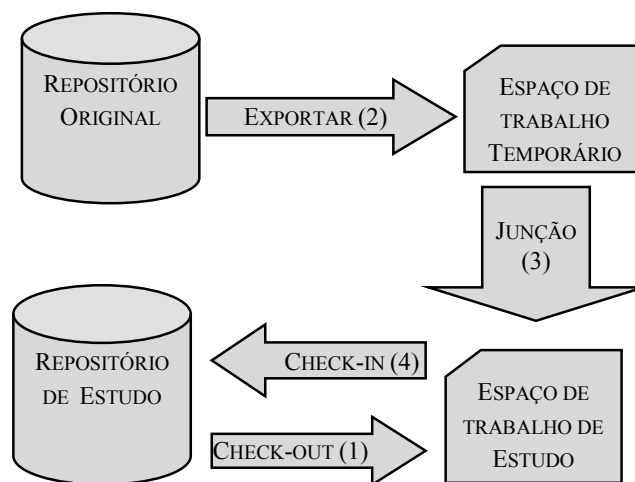 REPOSITÓRIO
ORIGINAL
EXPORTAR (2)
ESPAÇO DE
TRABALHO
TEMPORÁRIO
JUNÇÃO
(3)
REPOSITÓRIO
DE ESTUDO
CHECK-IN (4)
CHECK-OUT (1)
ESPAÇO DE
TRABALHO DE
ESTUDO